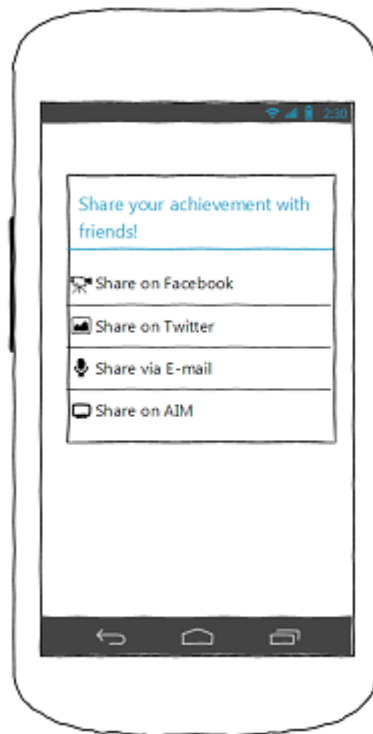 2:30
Share your achievement with
friends!
Share on Facebook
Share on Twitter
Share via E-mail
Share on AIM